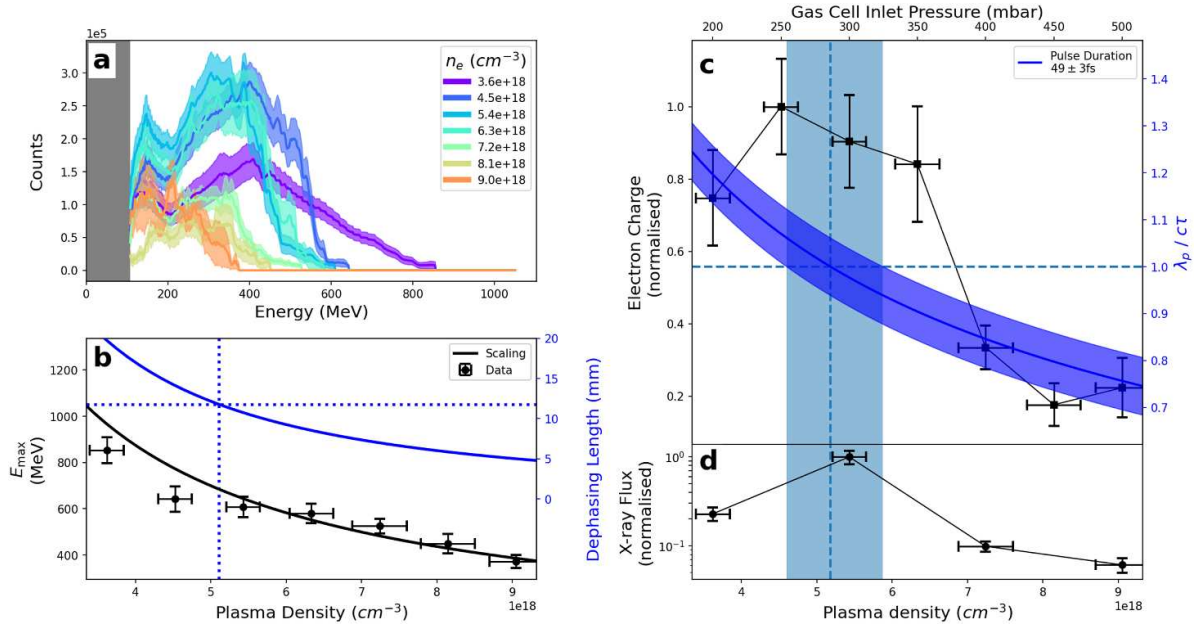 1e5
a
3.0
2.5
2.0
1.5
1.0
0.5
0.0
Counts
n_e (cm⁻³)
3.6e+18
4.5e+18
5.4e+18
6.3e+18
7.2e+18
8.1e+18
9.0e+18
0 200 400 600 800 1000
Energy (MeV)
b
1200
1000
800
600
400
E_max
(MeV)
Scaling
Data
20
15
10
5
0
Dephasing Length (mm)
4 5 6 7 8 9
1e18
Plasma Density (cm⁻³)
Gas Cell Inlet Pressure (mbar)
200 250 300 350 400 450 500
c
Pulse Duration
49 ± 3fs
1.0
0.8
0.6
0.4
0.2
Electron Charge
(normalised)
1.4
1.3
1.2
1.1
1.0
0.9
0.8
0.7
λ_p / cτ
d
10⁰
10⁻¹
X-ray Flux
(normalised)
4 5 6 7 8 9
1e18
Plasma density (cm⁻³)